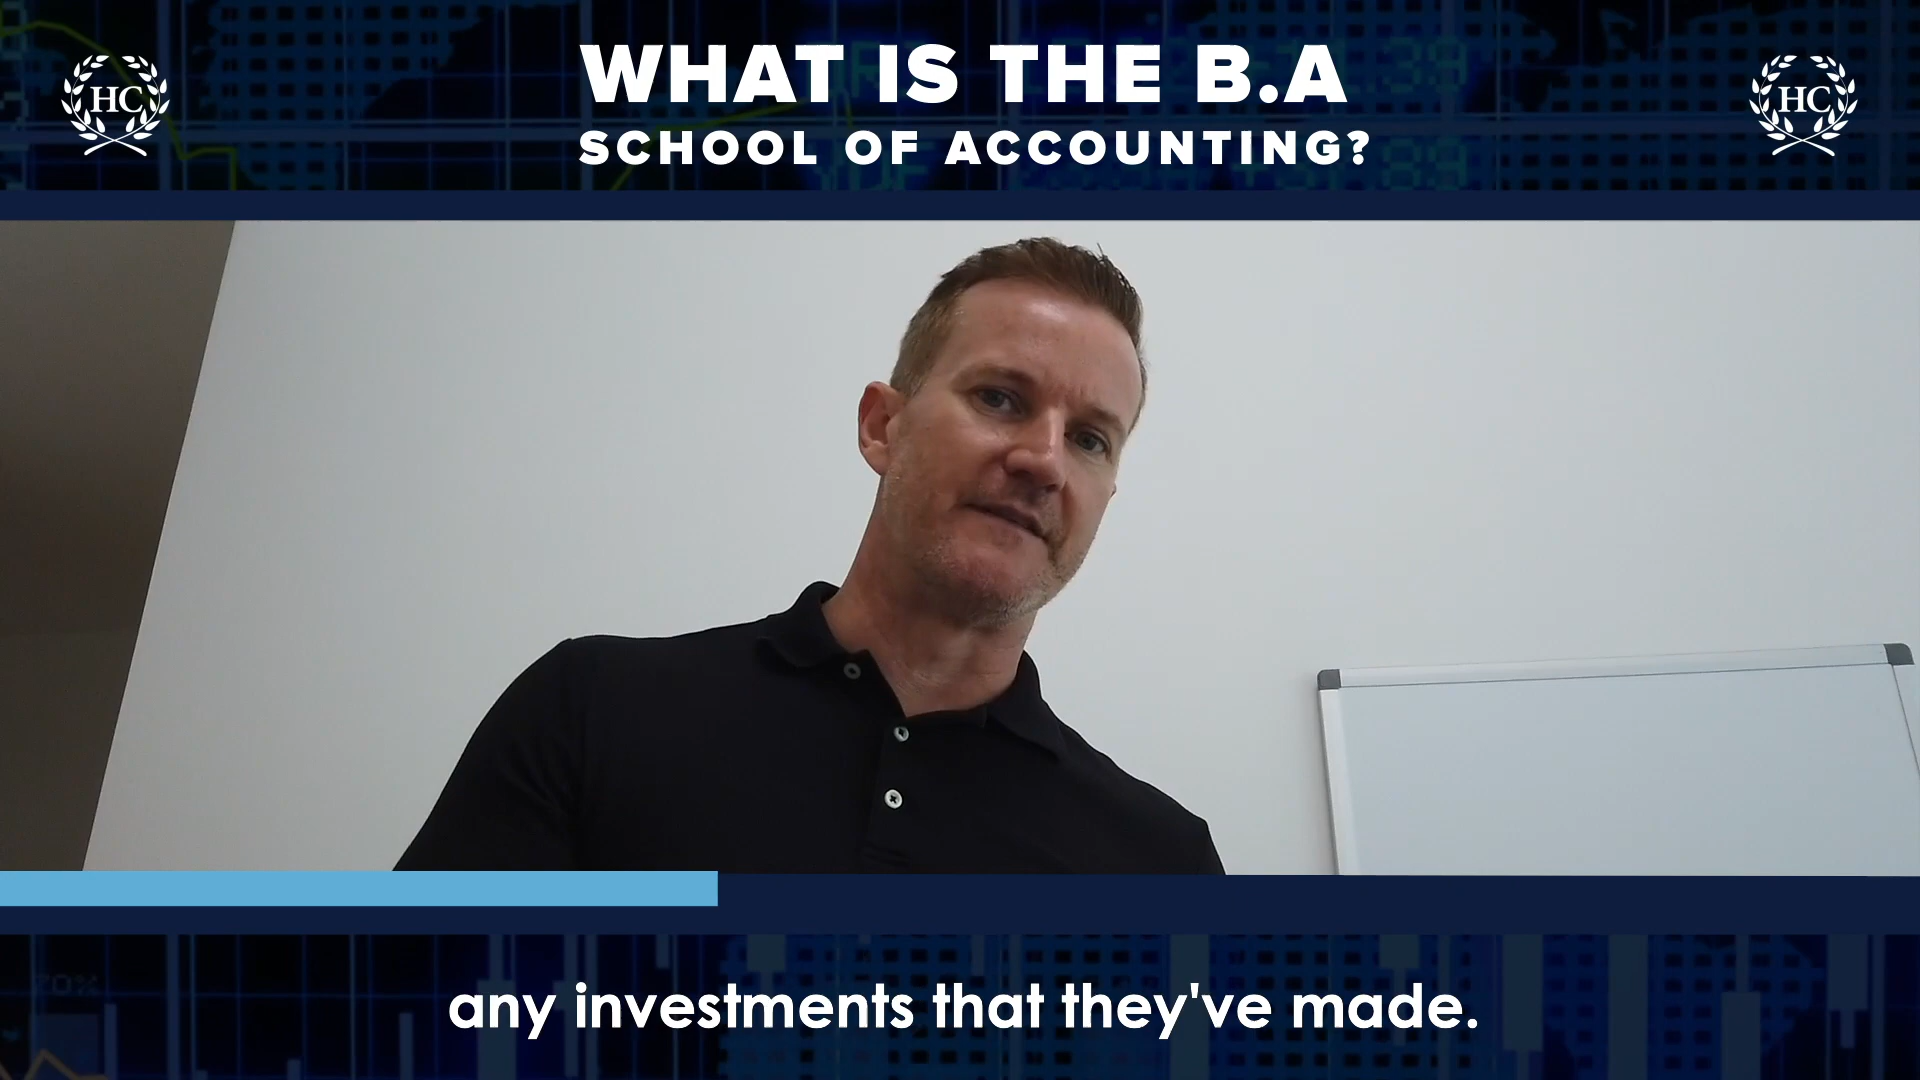 WHAT IS THE B.A
SCHOOL OF ACCOUNTING?
HC
HC
any investments that they've made.